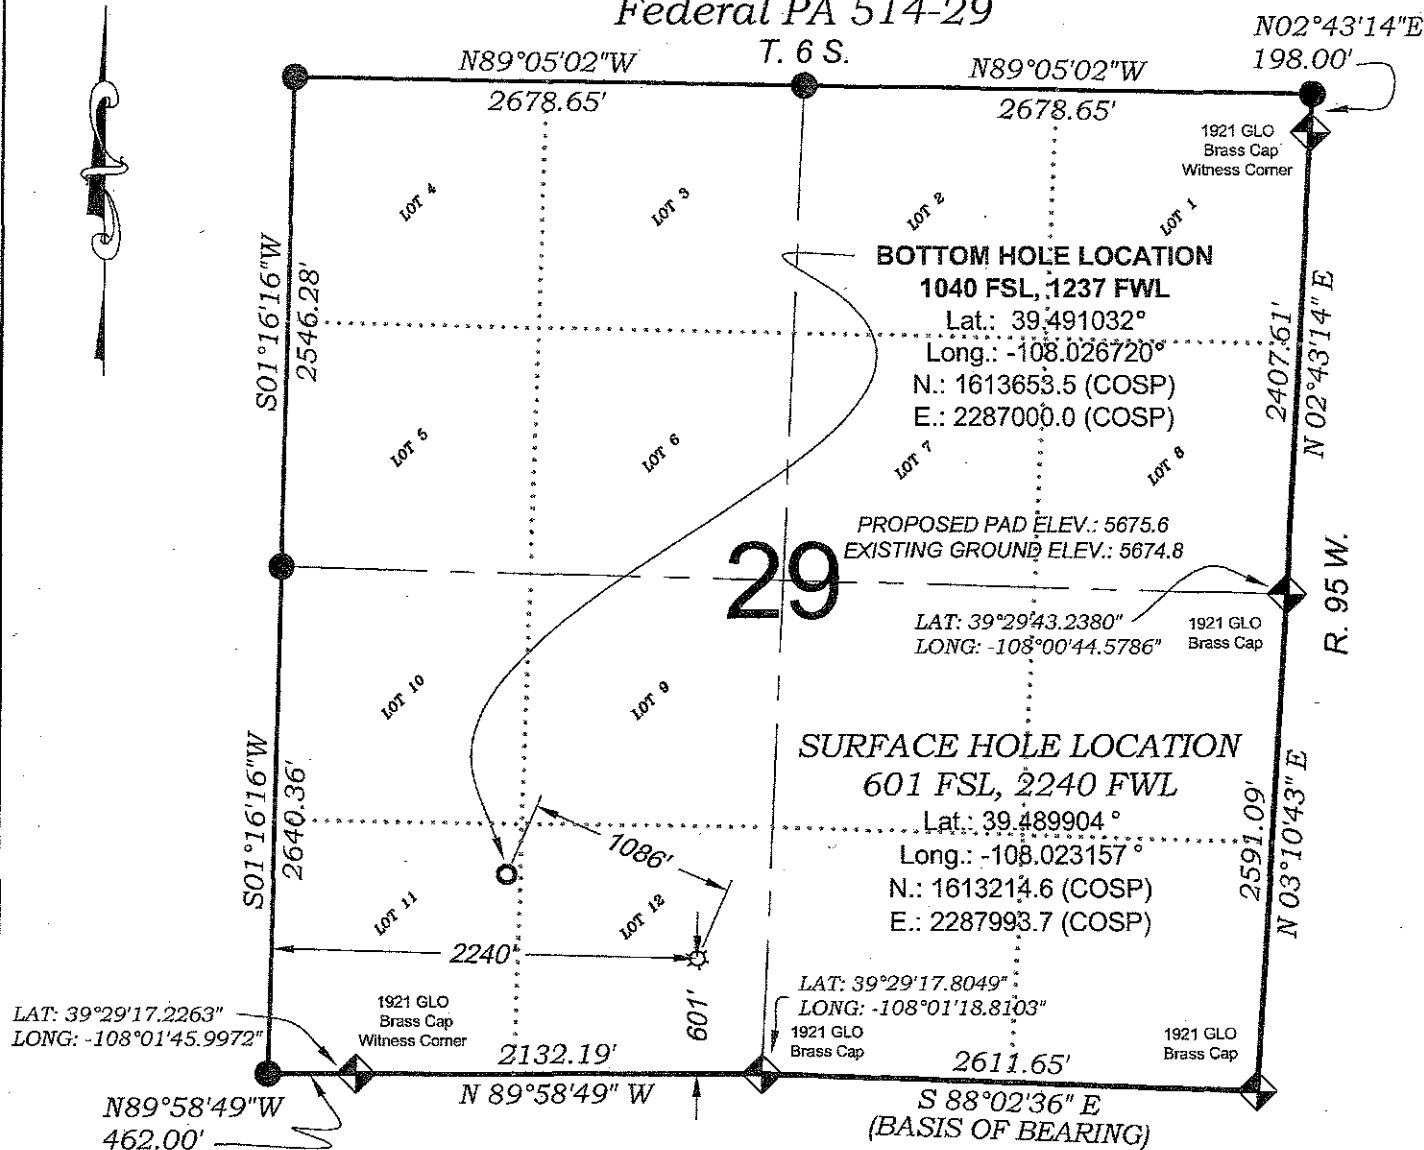 Federal PA 514-29
T. 6 S.
N89°05'02"W
2678.65'
N89°05'02"W
2678.65'
N02°43'14"E
198.00'
1921 GLO
Brass Cap
Witness Corner
LOT 4
LOT 3
LOT 2
LOT 1
S01°16'16"W
2546.28'
BOTTOM HOLE LOCATION
1040 FSL, 1237 FWL
Lat.: 39.491032°
Long.: -108.026720°
N.: 1613653.5 (COSP)
E.: 2287000.0 (COSP)
2407.61'
N 02°43'14" E
LOT 5
LOT 6
LOT 7
LOT 8
PROPOSED PAD ELEV.: 5675.6
EXISTING GROUND ELEV.: 5674.8
29
R. 95 W.
LAT: 39°29'43.2380"
LONG: -108°00'44.5786"
1921 GLO
Brass Cap
LOT 10
LOT 9
S01°16'16"W
2640.36'
SURFACE HOLE LOCATION
601 FSL, 2240 FWL
Lat.: 39.489904°
Long.: -108.023157°
N.: 1613214.6 (COSP)
E.: 2287993.7 (COSP)
2591.09'
N 03°10'43" E
1086'
LOT 11
LOT 12
2240'
601'
LAT: 39°29'17.2263"
LONG: -108°01'45.9972"
1921 GLO
Brass Cap
Witness Corner
LAT: 39°29'17.8049"
LONG: -108°01'18.8103"
1921 GLO
Brass Cap
1921 GLO
Brass Cap
2132.19'
N 89°58'49" W
2611.65'
S 88°02'36" E
(BASIS OF BEARING)
N89°58'49"W
462.00'